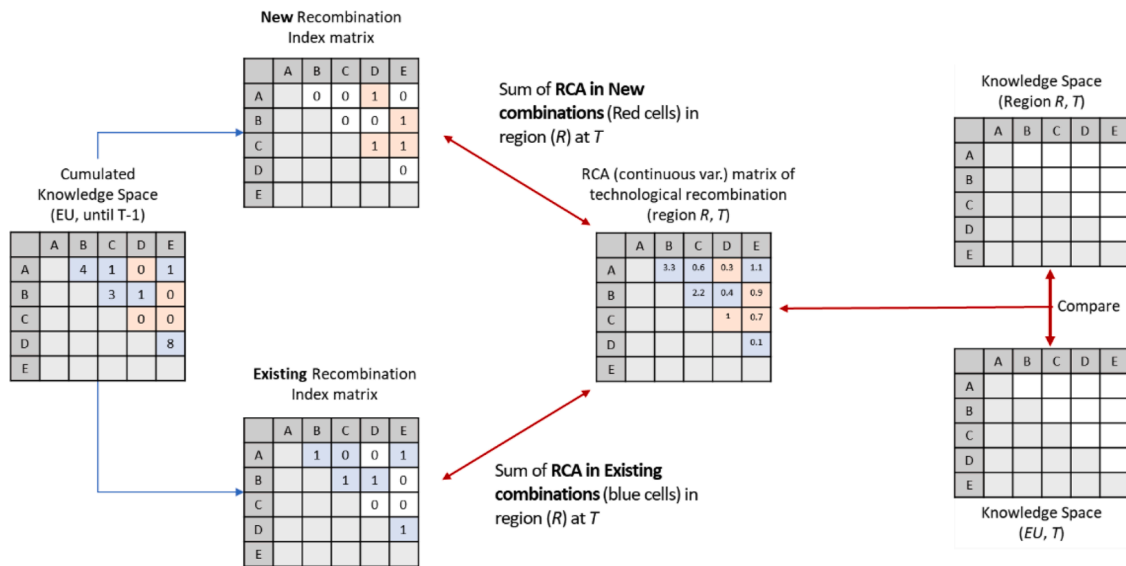 New Recombination
Index matrix
A B C D E
A 0 0 1 0
B 0 0 1
C 1 1
D 0
E
Cumulated
Knowledge Space
(EU, until T-1)
A B C D E
A 4 1 0 1
B 3 1 0
C 0 0
D 8
E
Existing Recombination
Index matrix
A B C D E
A 1 0 0 1
B 1 1 0
C 0 0
D 1
E
Sum of RCA in New
combinations (Red cells) in
region (R) at T
RCA (continuous var.) matrix of
technological recombination
(region R, T)
A B C D E
A 3.3 0.6 0.3 1.1
B 2.2 0.4 0.9
C 1 0.7
D 0.1
E
Sum of RCA in Existing
combinations (blue cells) in
region (R) at T
Knowledge Space
(Region R, T)
A B C D E
A
B
C
D
E
Compare
A B C D E
A
B
C
D
E
Knowledge Space
(EU, T)